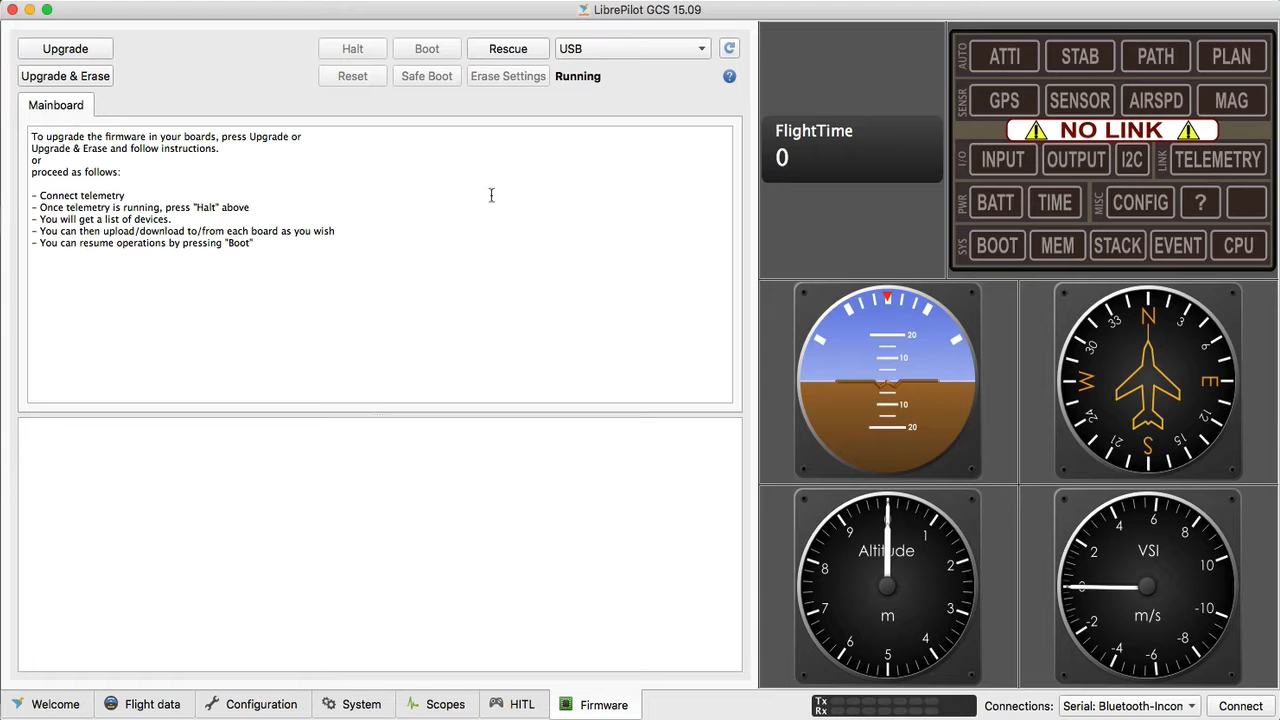 LibrePilot GCS 15.09
Upgrade
Halt
Boot
Rescue
USB
Upgrade & Erase
Reset
Safe Boot
Erase Settings
Running
Mainboard
To upgrade the firmware in your boards, press Upgrade or
Upgrade & Erase and follow instructions.
or
proceed as follows:
- Connect telemetry
- Once telemetry is running, press "Halt" above
- You will get a list of devices.
- You can then upload/download to/from each board as you wish
- You can resume operations by pressing "Boot"
FlightTime
0
AUTO
ATTI
STAB
PATH
PLAN
SENSR
GPS
SENSOR
AIRSPD
MAG
NO LINK
I/O
INPUT
OUTPUT
I2C
LINK
TELEMETRY
PWR
BATT
TIME
MISC
CONFIG
?
SYS
BOOT
MEM
STACK
EVENT
CPU
20
10
10
20
N
3
6
E
12
15
S
21
24
W
30
33
Altitude
m
0
1
2
3
4
5
6
7
8
9
VSI
m/s
0
2
4
6
8
10
-10
-8
-6
-4
-2
Welcome
Flight data
Configuration
System
Scopes
HITL
Firmware
Tx
Rx
Connections:
Serial: Bluetooth-Incon
Connect